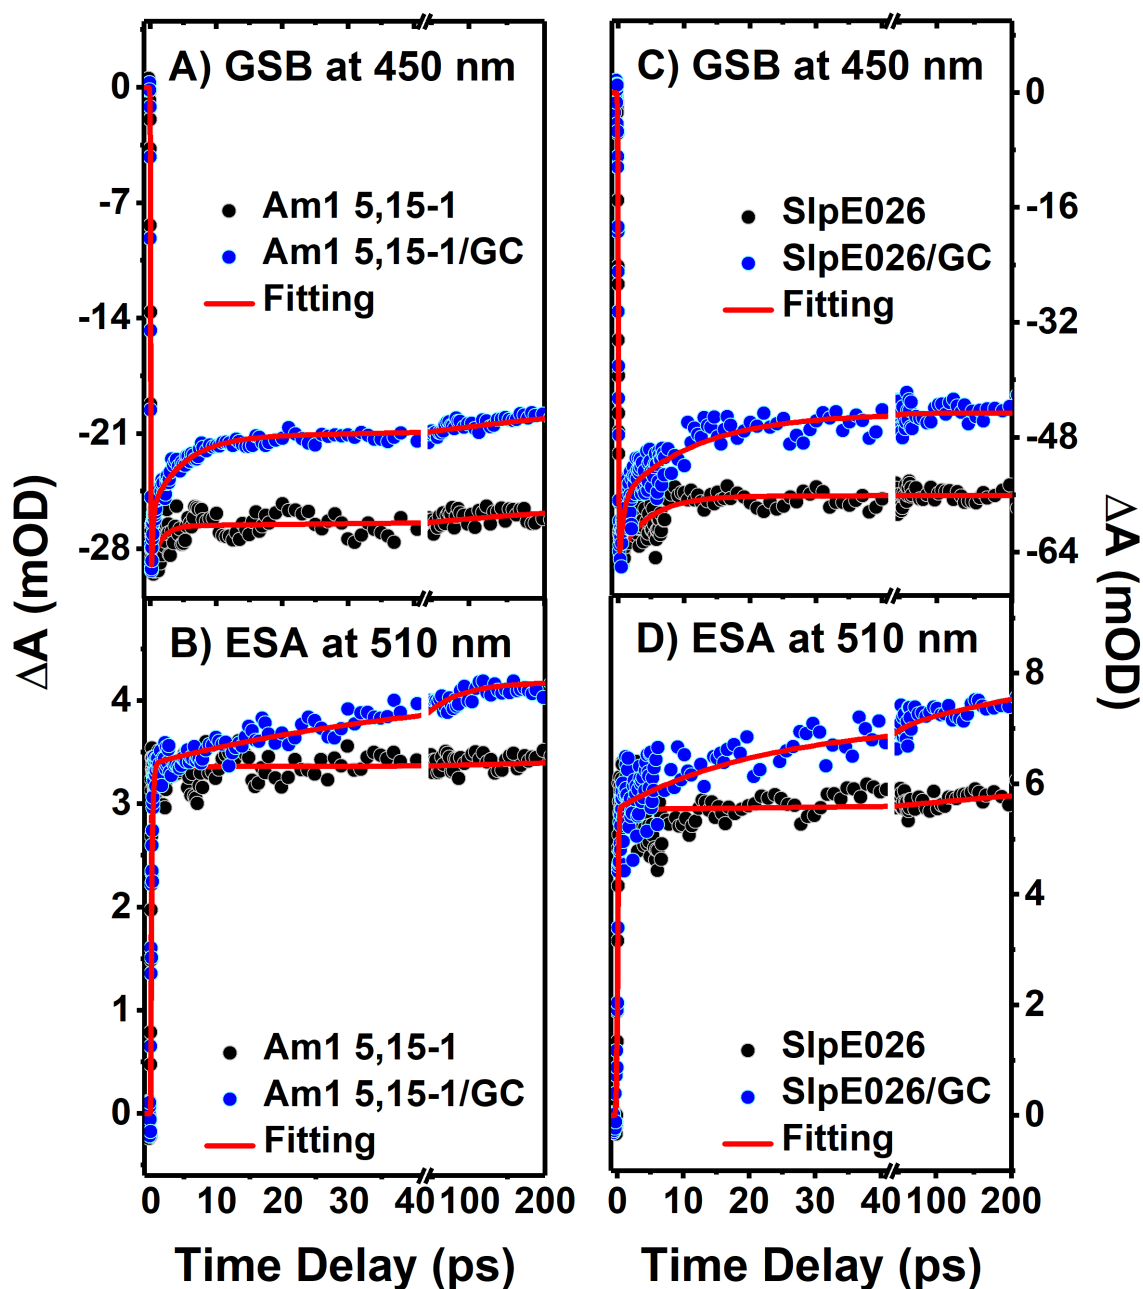 A) GSB at 450 nm
0
-7
-14
-21
-28
Am1 5,15-1
Am1 5,15-1/GC
Fitting
C) GSB at 450 nm
0
-16
-32
-48
-64
SlpE026
SlpE026/GC
Fitting
ΔA (mOD)
ΔA (mOD)
B) ESA at 510 nm
4
3
2
1
0
Am1 5,15-1
Am1 5,15-1/GC
Fitting
D) ESA at 510 nm
8
6
4
2
0
SlpE026
SlpE026/GC
Fitting
0 10 20 30 40 100 200
0 10 20 30 40 100 200
Time Delay (ps)
Time Delay (ps)